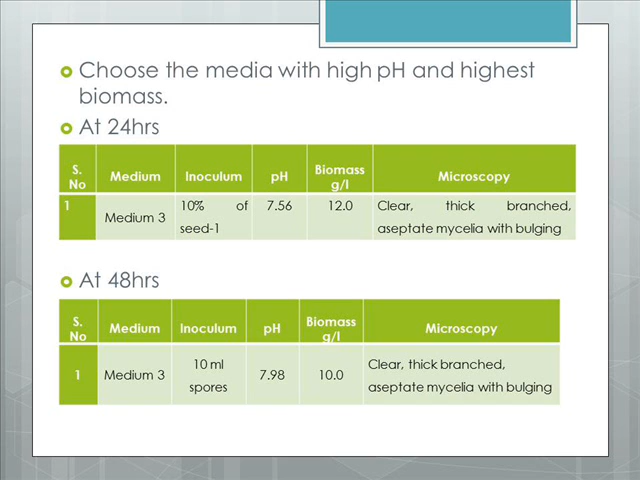 Choose the media with high pH and highest
biomass.
At 24hrs
S. No Medium Inoculum pH Biomass g/l Microscopy
1 Medium 3 10% of seed-1 7.56 12.0 Clear, thick branched, aseptate mycelia with bulging
At 48hrs
S. No Medium Inoculum pH Biomass g/l Microscopy
1 Medium 3 10 ml spores 7.98 10.0 Clear, thick branched, aseptate mycelia with bulging